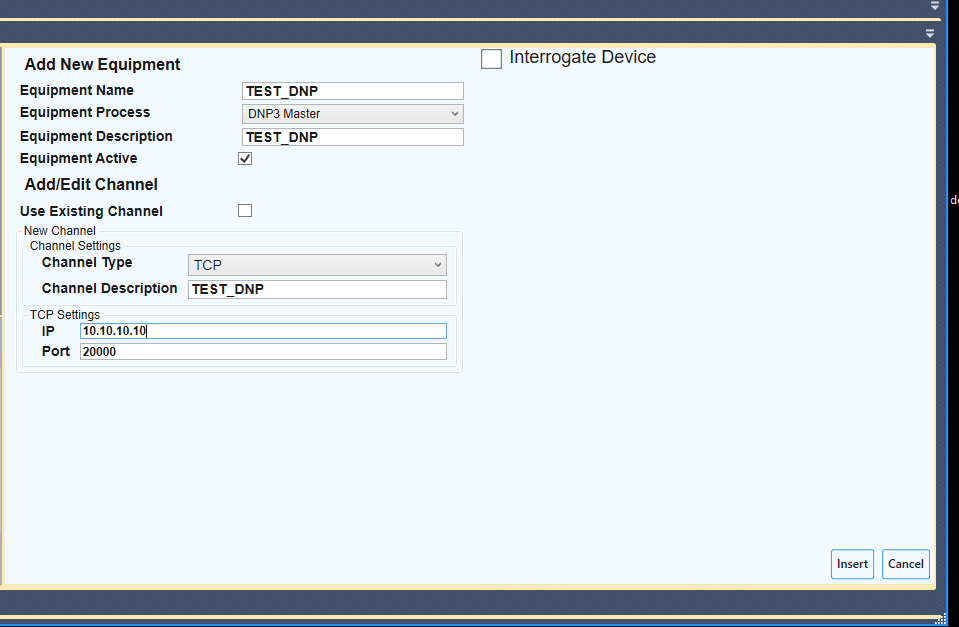 Add New Equipment
Interrogate Device
Equipment Name TEST_DNP
Equipment Process DNP3 Master
Equipment Description TEST_DNP
Equipment Active
Add/Edit Channel
Use Existing Channel
New Channel
Channel Settings
Channel Type TCP
Channel Description TEST_DNP
TCP Settings
IP 10.10.10.10
Port 20000
Insert Cancel